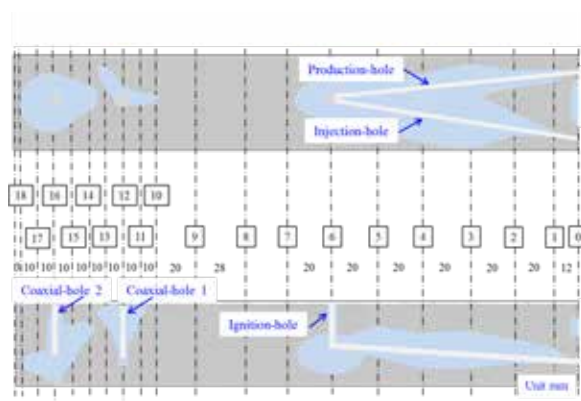 Production-hole
Injection-hole
18 16 14 12 10
17 15 13 11 9 8 7 6 5 4 3 2 1 0
10 10 10 10 10 10 10 10 20 28 20 20 20 20 20 12
Coaxial-hole 2 Coaxial-hole 1
Ignition-hole
Unit mm